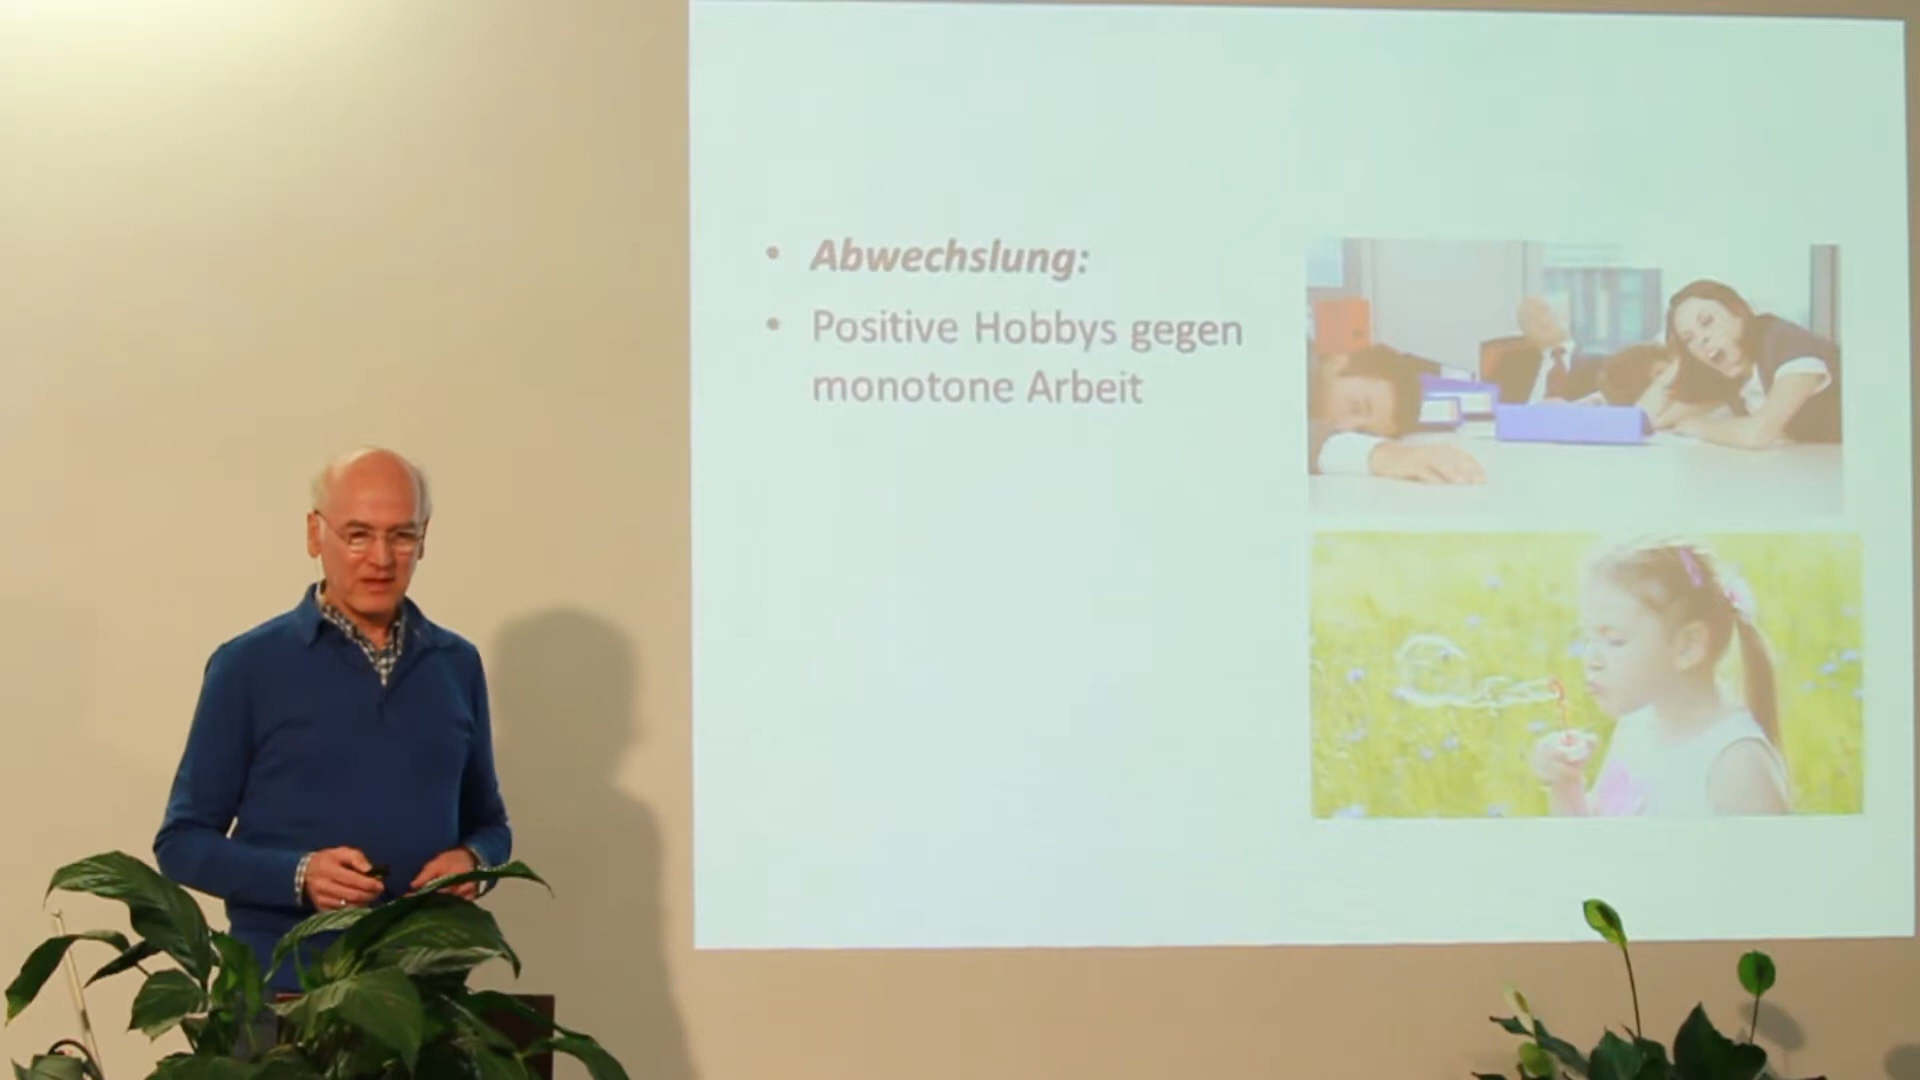 • Abwechslung:
• Positive Hobbys gegen
monotone Arbeit